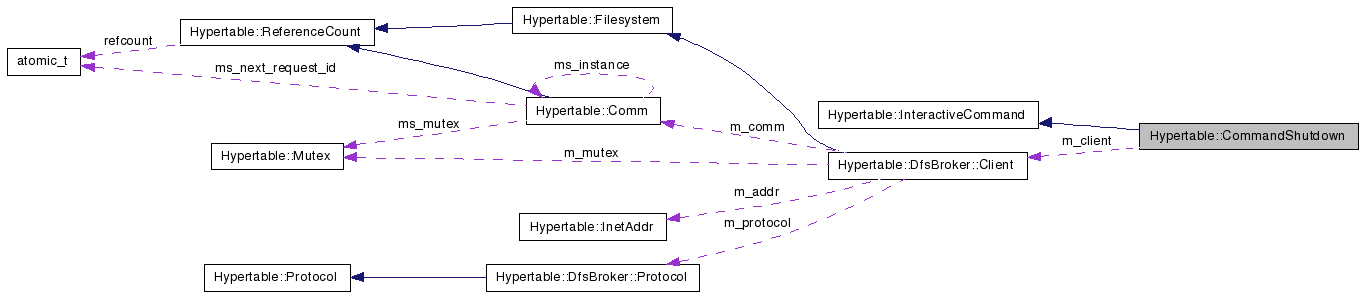 Hypertable::Filesystem
Hypertable::ReferenceCount
refcount
atomic_t
ms_next_request_id
ms_instance
Hypertable::Comm
Hypertable::InteractiveCommand
ms_mutex
m_comm
Hypertable::CommandShutdown
m_client
Hypertable::Mutex
m_mutex
Hypertable::DfsBroker::Client
m_addr
Hypertable::InetAddr
m_protocol
Hypertable::Protocol
Hypertable::DfsBroker::Protocol